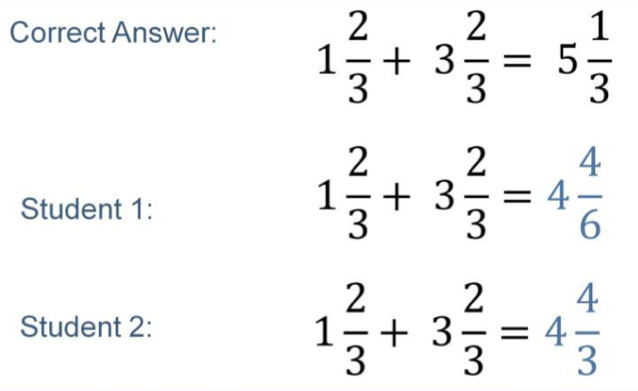 Correct Answer: 1 2/3 + 3 2/3 = 5 1/3
Student 1: 1 2/3 + 3 2/3 = 4 4/6
Student 2: 1 2/3 + 3 2/3 = 4 4/3